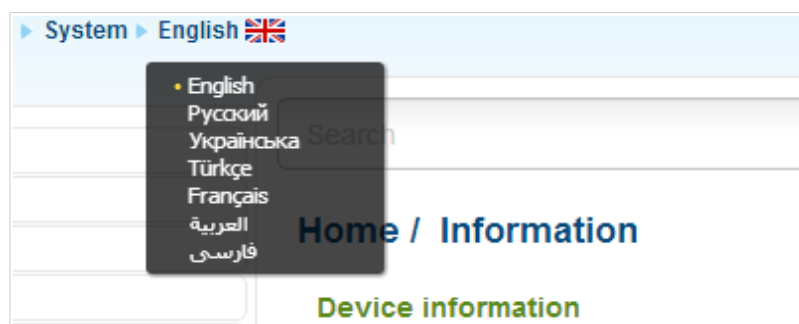 System English
• English
Русский
Українська
Türkçe
Français
العربية
فارسی
Search
Home / Information
Device information